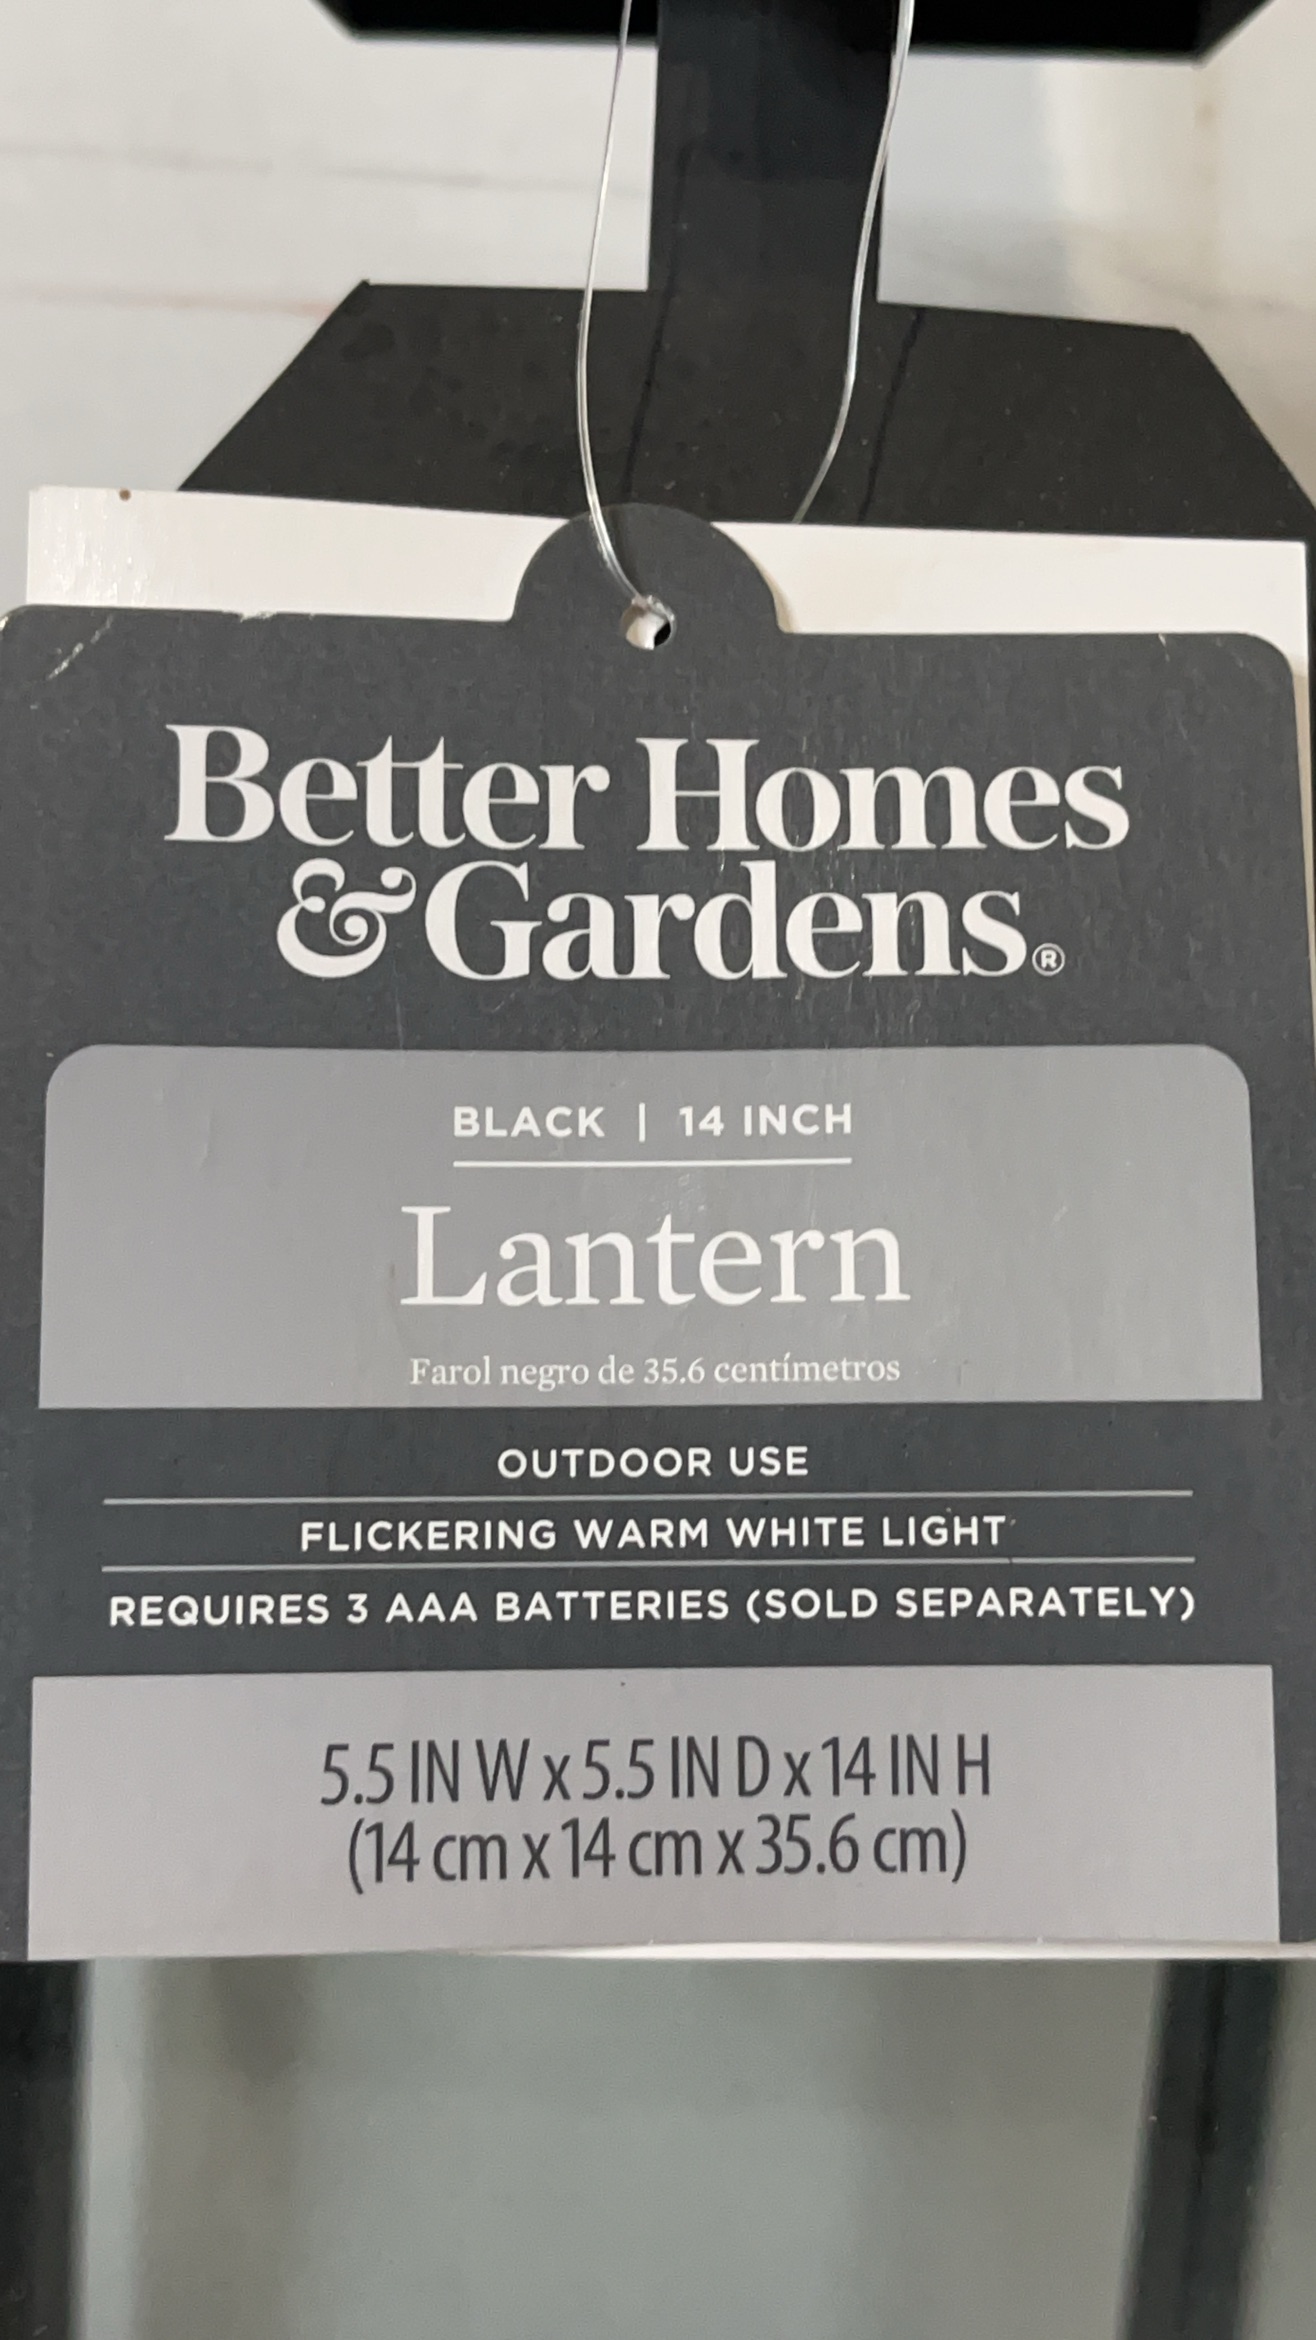 Better Homes
& Gardens®
BLACK | 14 INCH
Lantern
Farol negro de 35.6 centímetros
OUTDOOR USE
FLICKERING WARM WHITE LIGHT
REQUIRES 3 AAA BATTERIES (SOLD SEPARATELY)
5.5 IN W x 5.5 IN D x 14 IN H
(14 cm x 14 cm x 35.6 cm)